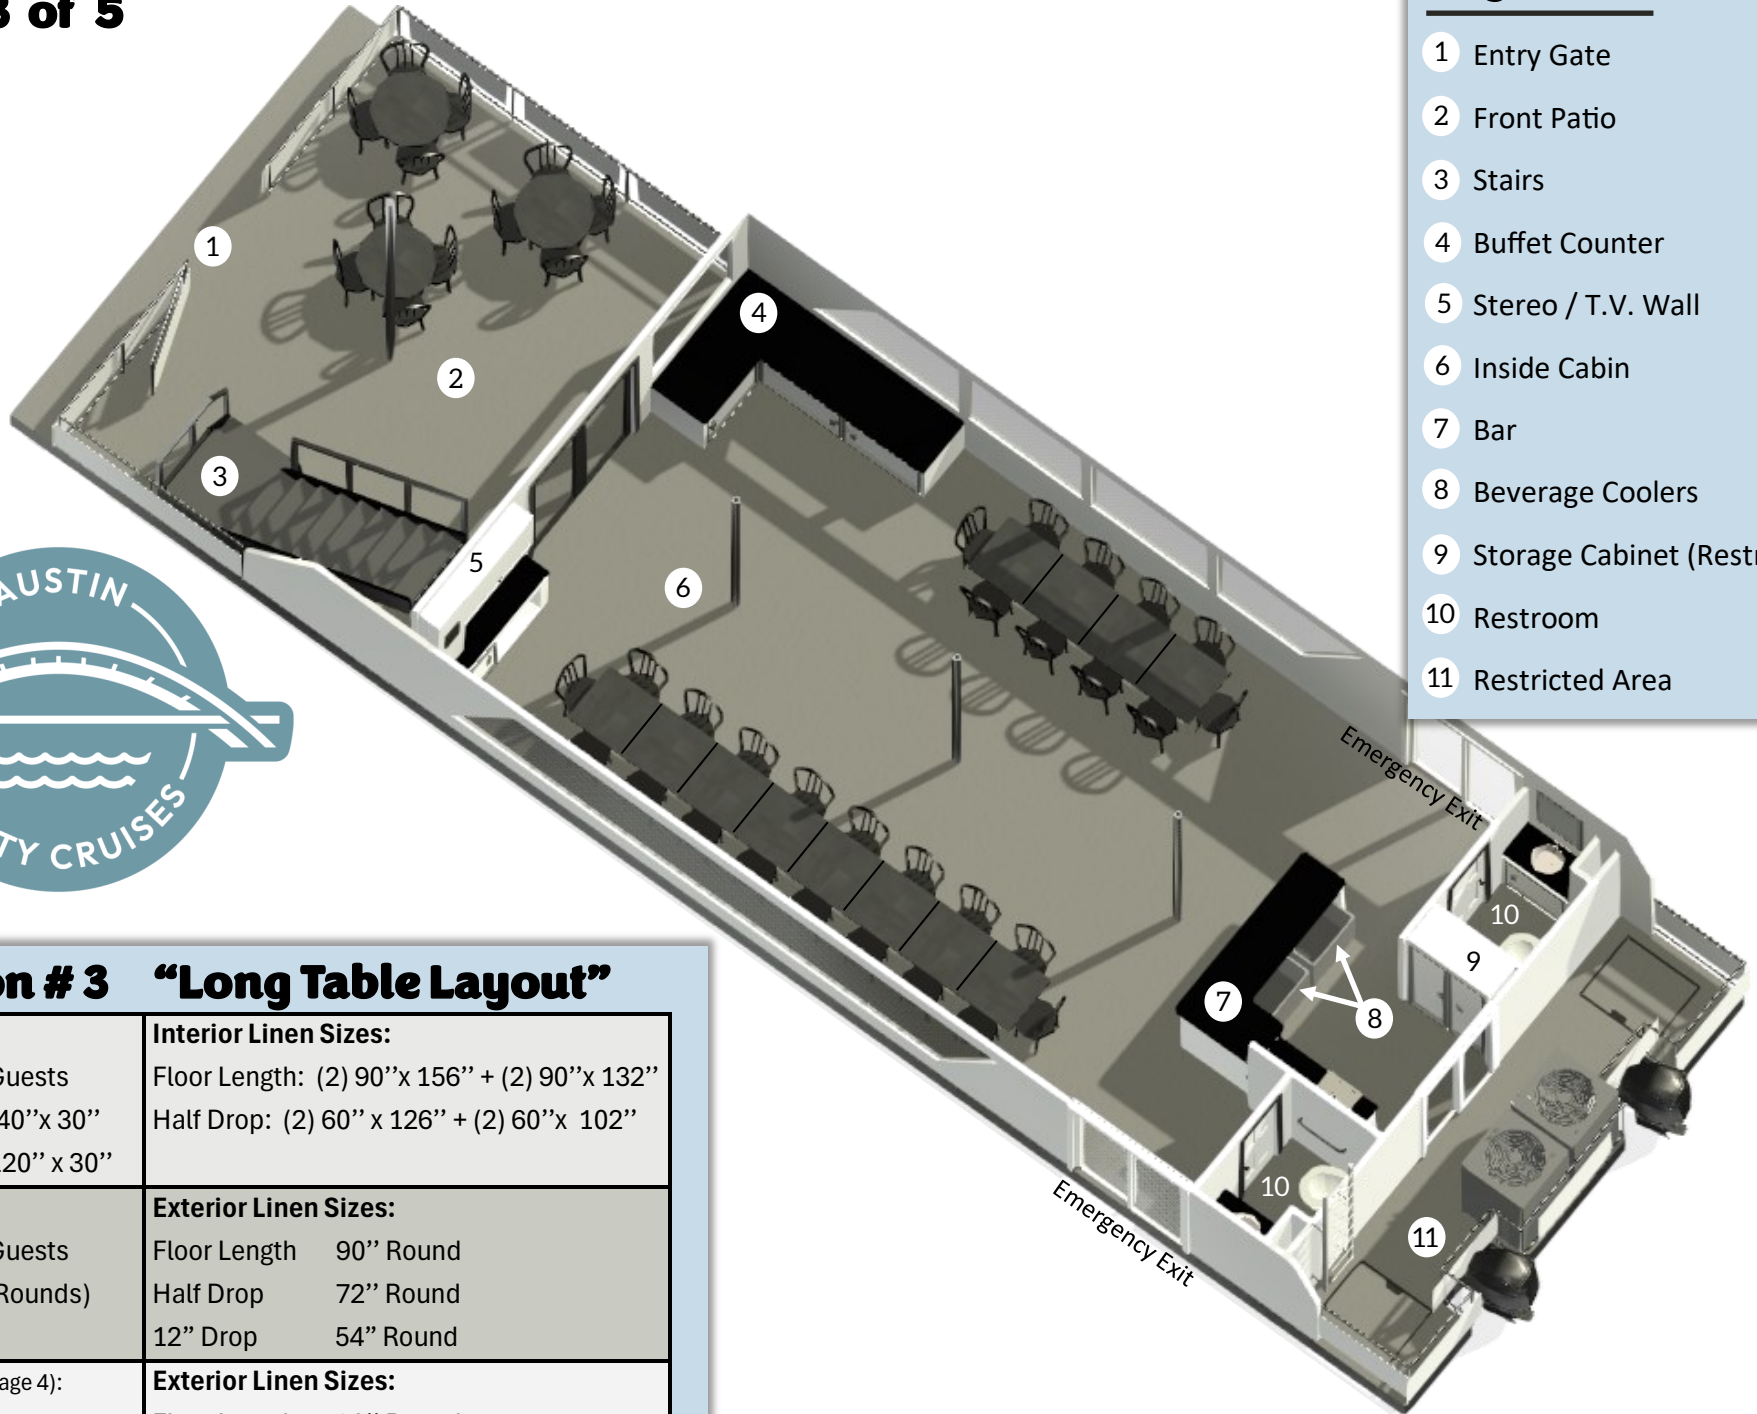 of 5
1 Entry Gate
2 Front Patio
3 Stairs
4 Buffet Counter
5 Stereo / T.V. Wall
6 Inside Cabin
7 Bar
8 Beverage Coolers
9 Storage Cabinet
10 Restroom
11 Restricted Area
1
2
3
4
5
6
7
8
9
10
10
11
Emergency Exit
Emergency Exit
AUSTIN
CRUISES
# 3 “Long Table Layout”
Guests
40’’x 30’’
120’’ x 30’’
Interior Linen Sizes:
Floor Length: (2) 90’’x 156’’ + (2) 90’’x 132’’
Half Drop: (2) 60’’ x 126’’ + (2) 60’’x 102’’
Guests
Rounds)
Exterior Linen Sizes:
Floor Length 90’’ Round
Half Drop 72’’ Round
12” Drop 54” Round
4):
Exterior Linen Sizes: